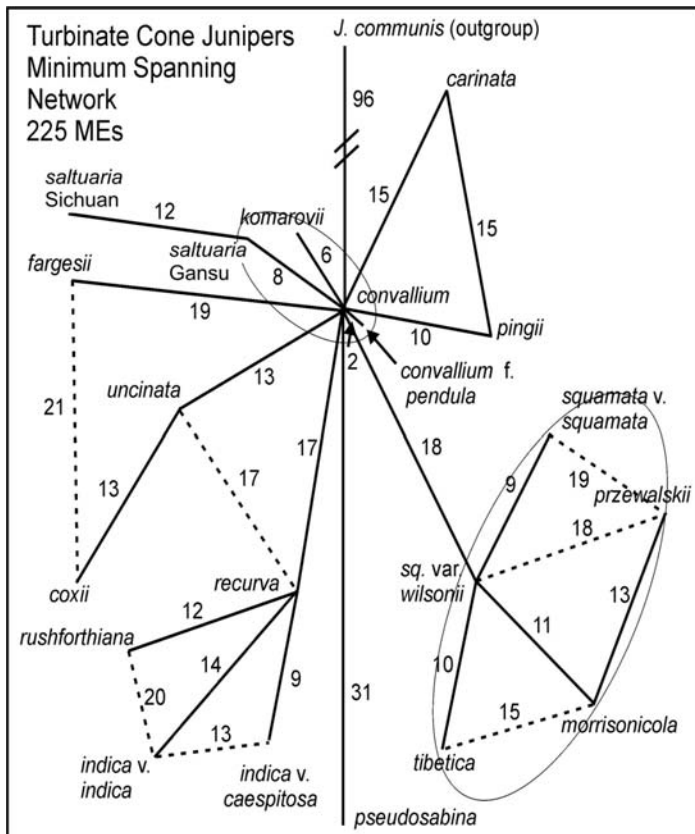 Turbinate Cone Junipers
Minimum Spanning
Network
225 MEs
J. communis (outgroup)
96
carinata
15
15
saltuaria
Sichuan
12
komarovii
6
saltuaria
Gansu
8
fargesii
19
convallium
10
pingii
2
convallium f.
pendula
13
uncinata
21
17
17
18
squamata v.
squamata
9
19
przewalskii
18
13
coxii
recurva
sq. var.
wilsonii
13
11
rushforthiana
12
14
9
10
20
31
15
morrisonicola
13
tibetica
indica v.
indica
indica v.
caespitosa
pseudosabina